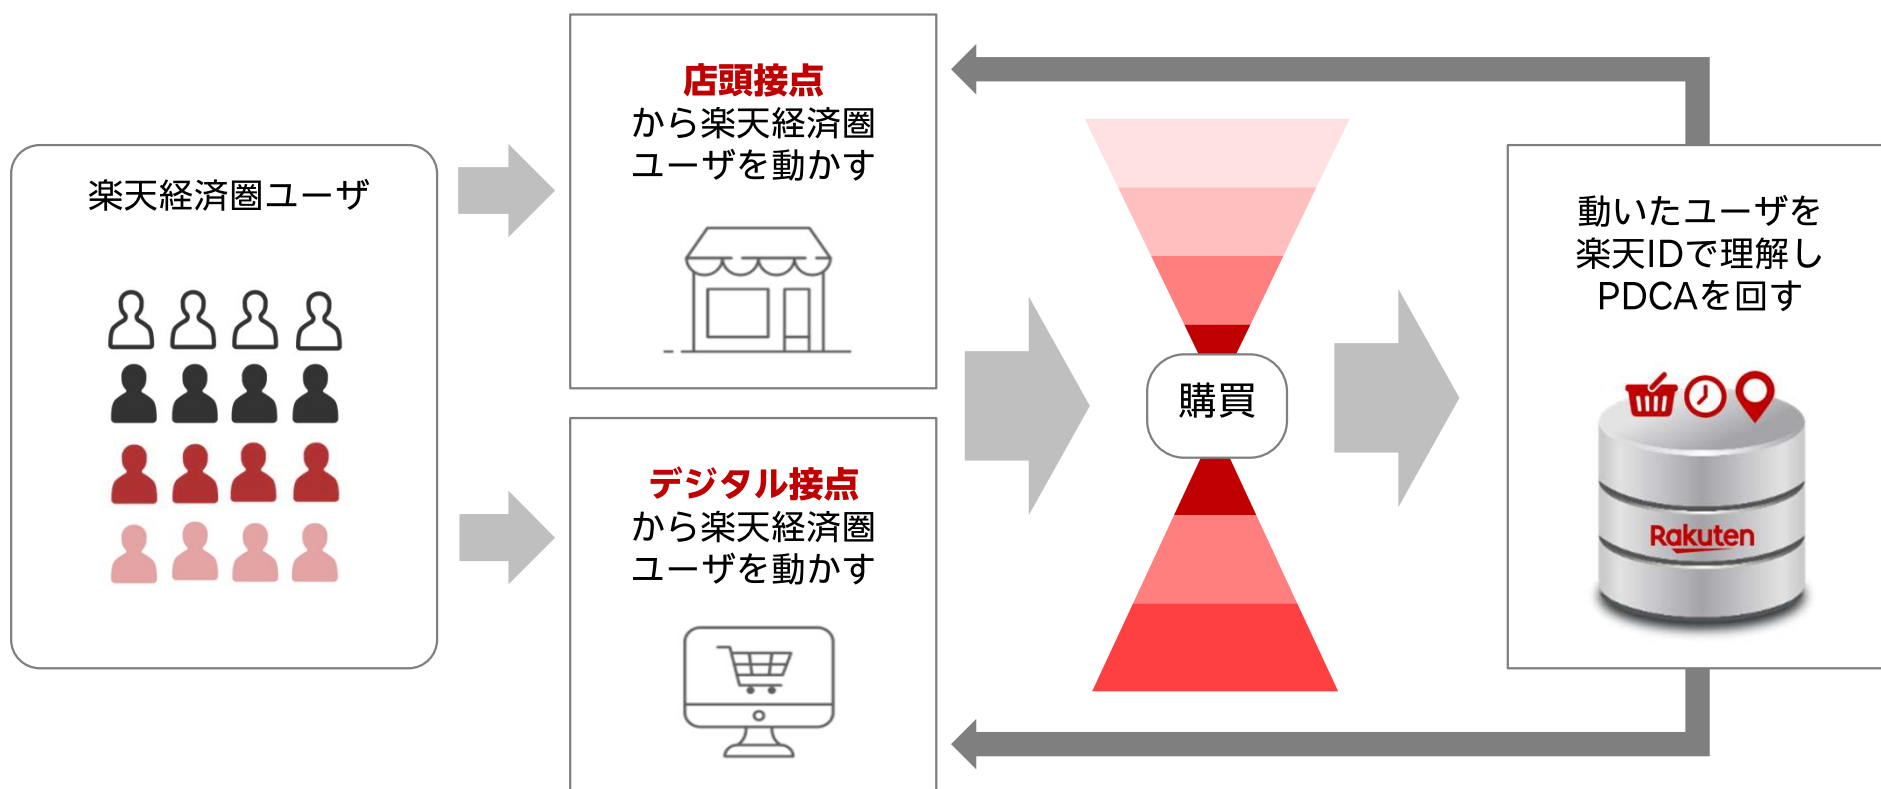 楽天経済圏ユーザ
店頭接点
から楽天経済圏
ユーザを動かす
デジタル接点
から楽天経済圏
ユーザを動かす
購買
動いたユーザを
楽天IDで理解し
PDCAを回す
Rakuten